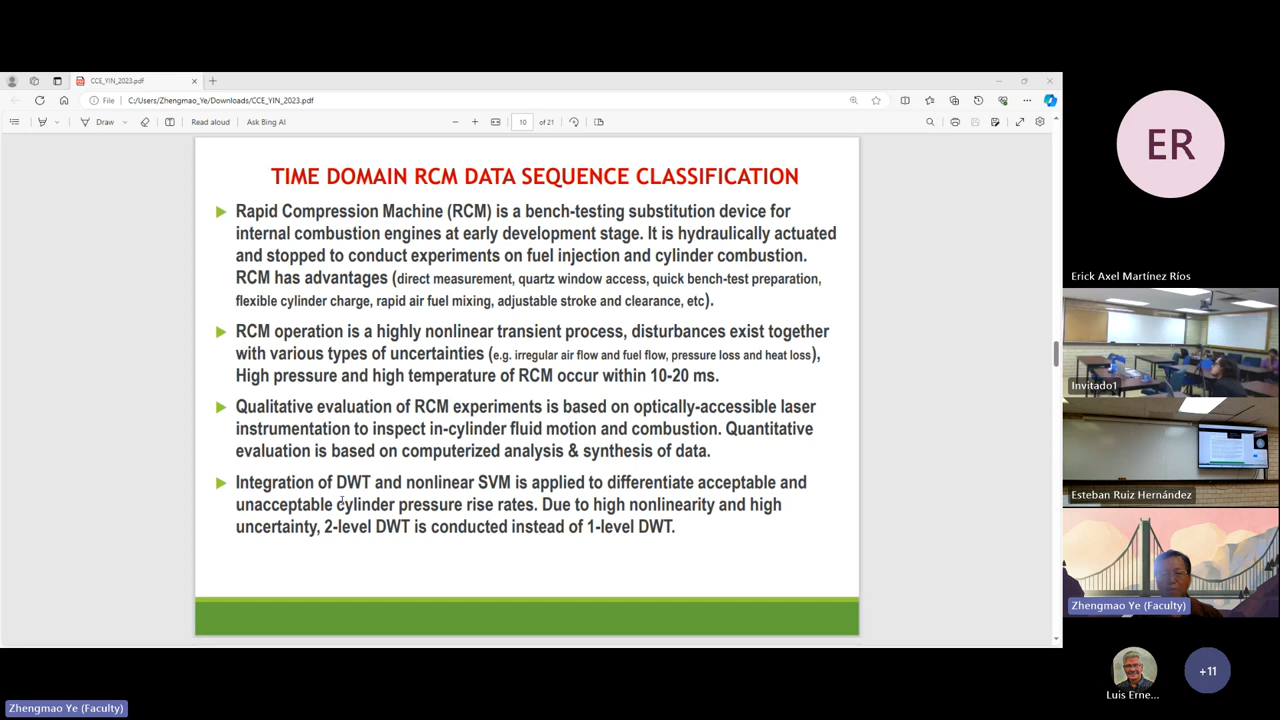 CCE_YIN_2023.pdf
File
C:/Users/Zhengmao_Ye/Downloads/CCE_YIN_2023.pdf
Draw
Read aloud
Ask Bing AI
10
of 21
TIME DOMAIN RCM DATA SEQUENCE CLASSIFICATION
Rapid Compression Machine (RCM) is a bench-testing substitution device for
internal combustion engines at early development stage. It is hydraulically actuated
and stopped to conduct experiments on fuel injection and cylinder combustion.
RCM has advantages (direct measurement, quartz window access, quick bench-test preparation,
flexible cylinder charge, rapid air fuel mixing, adjustable stroke and clearance, etc).
RCM operation is a highly nonlinear transient process, disturbances exist together
with various types of uncertainties (e.g. irregular air flow and fuel flow, pressure loss and heat loss),
High pressure and high temperature of RCM occur within 10-20 ms.
Qualitative evaluation of RCM experiments is based on optically-accessible laser
instrumentation to inspect in-cylinder fluid motion and combustion. Quantitative
evaluation is based on computerized analysis & synthesis of data.
Integration of DWT and nonlinear SVM is applied to differentiate acceptable and
unacceptable cylinder pressure rise rates. Due to high nonlinearity and high
uncertainty, 2-level DWT is conducted instead of 1-level DWT.
ER
Erick Axel Martínez Ríos
Invitado1
Esteban Ruiz Hernández
Zhengmao Ye (Faculty)
Luis Erne...
+11
Zhengmao Ye (Faculty)